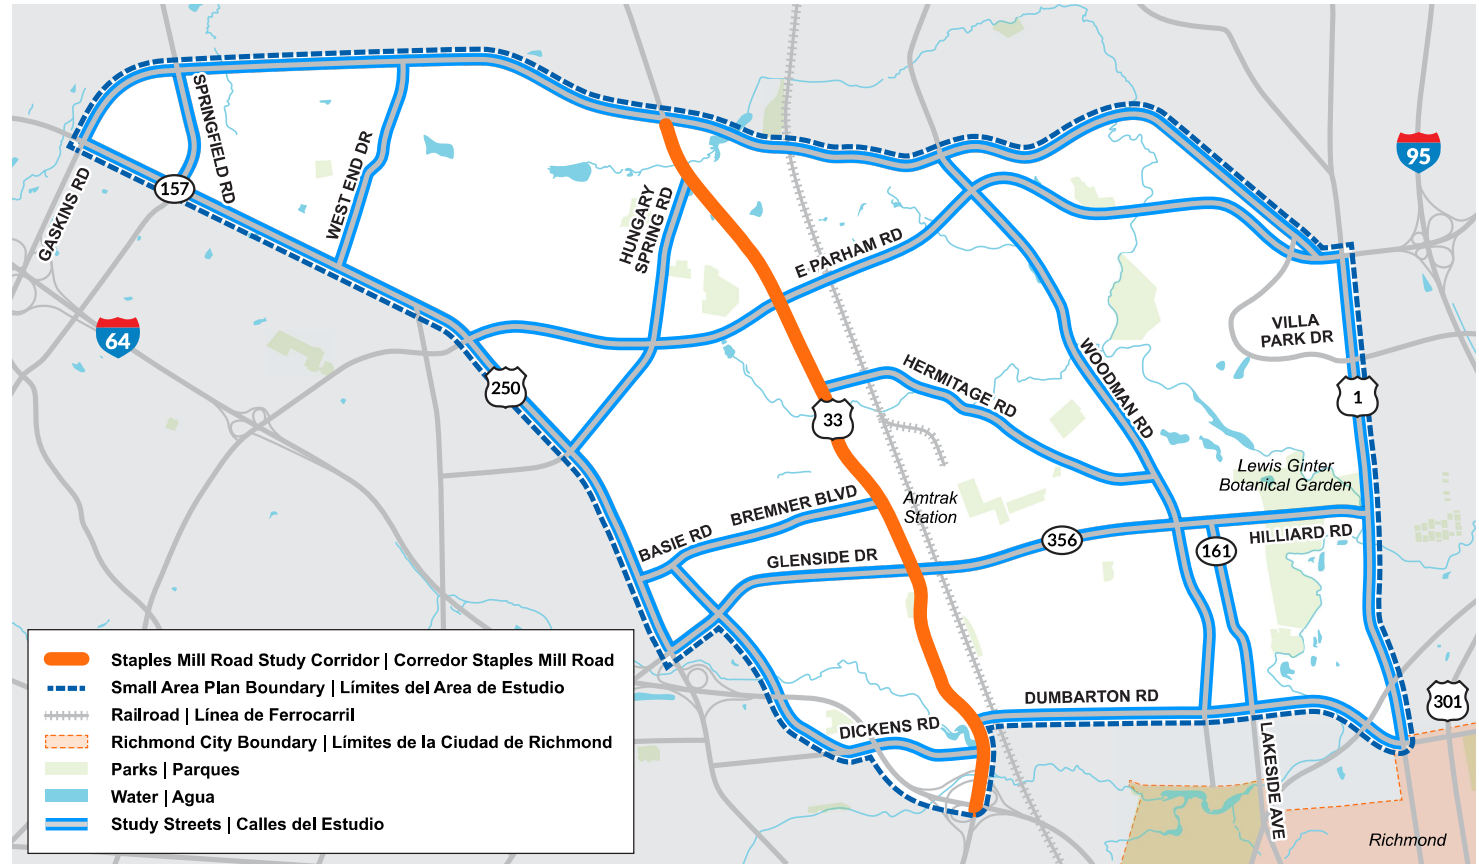 SPRINGFIELD RD
WEST END DR
GASKINS RD
157
64
250
HUNGARY
SPRING RD
E PARHAM RD
95
VILLA
PARK DR
1
HERMITAGE RD
WOODMAN RD
33
Lewis Ginter
Botanical Garden
Amtrak
Station
BREMNER BLVD
BASIE RD
GLENSIDE DR
356
161
HILLIARD RD
DUMBARTON RD
DICKENS RD
LAKESIDE AVE
301
Richmond
Staples Mill Road Study Corridor | Corredor Staples Mill Road
Small Area Plan Boundary | Límites del Area de Estudio
Railroad | Línea de Ferrocarril
Richmond City Boundary | Límites de la Ciudad de Richmond
Parks | Parques
Water | Agua
Study Streets | Calles del Estudio